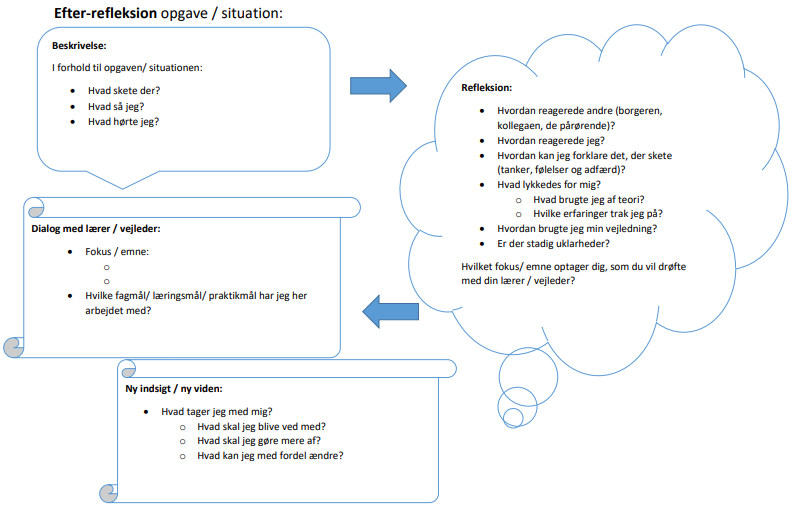 Efter-refleksion opgave / situation:
Beskrivelse:
I forhold til opgaven/ situationen:
• Hvad skete der?
• Hvad så jeg?
• Hvad hørte jeg?
Refleksion:
• Hvordan reagerede andre (borgeren,
kollegaen, de pårørende)?
• Hvordan reagerede jeg?
• Hvordan kan jeg forklare det, der skete
(tanker, følelser og adfærd)?
• Hvad lykkedes for mig?
o Hvad brugte jeg af teori?
o Hvilke erfaringer trak jeg på?
• Hvordan brugte jeg min vejledning?
• Er der stadig uklarheder?
Hvilket fokus/ emne optager dig, som du vil drøfte
med din lærer / vejleder?
Dialog med lærer / vejleder:
• Fokus / emne:
o
o
• Hvilke fagmål/ læringsmål/ praktikmål har jeg her
arbejdet med?
Ny indsigt / ny viden:
• Hvad tager jeg med mig?
o Hvad skal jeg blive ved med?
o Hvad skal jeg gøre mere af?
o Hvad kan jeg med fordel ændre?